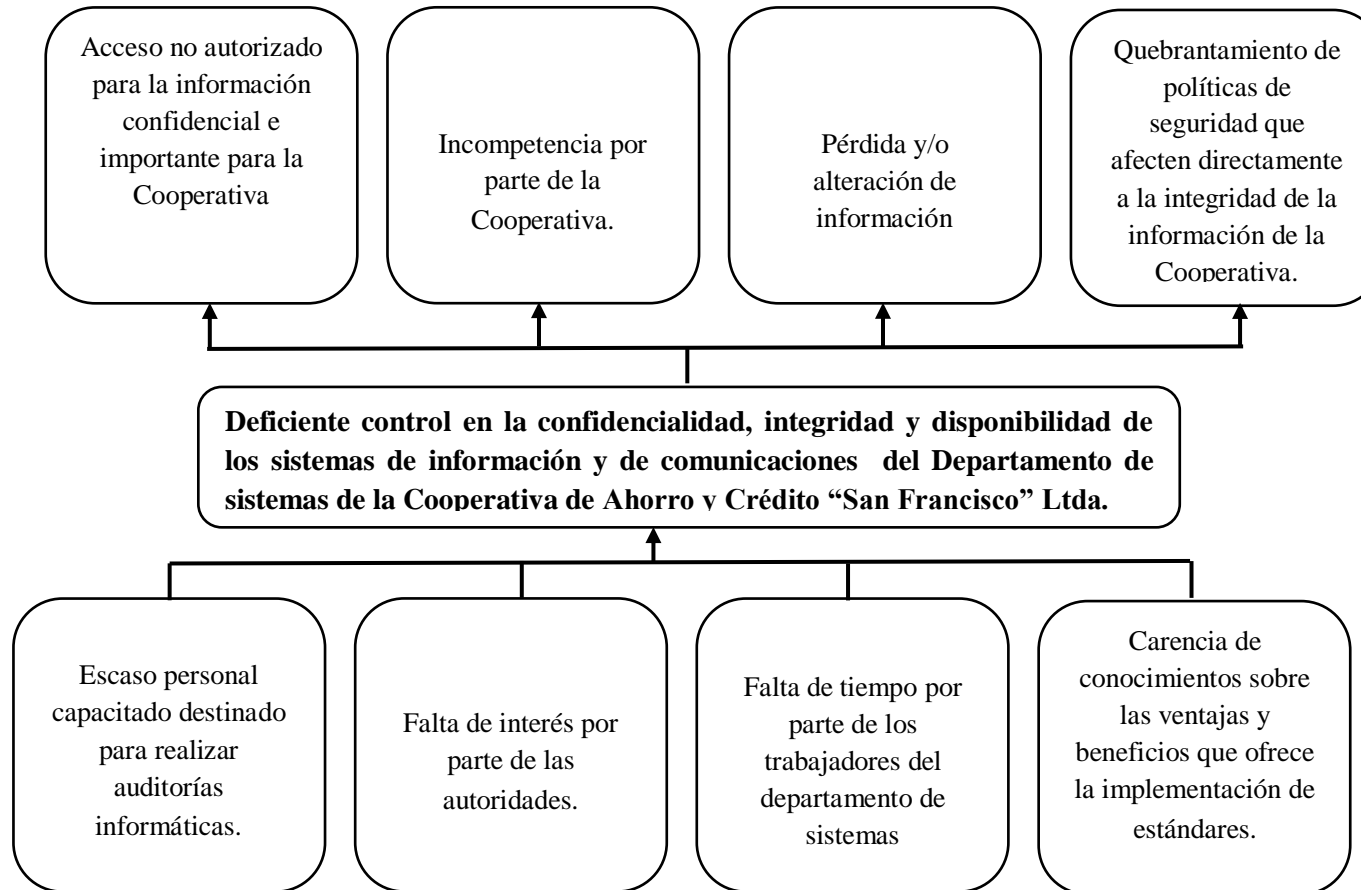 Acceso no autorizado
para la información
confidencial e
importante para la
Cooperativa
Incompetencia por
parte de la
Cooperativa.
Pérdida y/o
alteración de
información
Quebrantamiento de
políticas de
seguridad que
afecten directamente
a la integridad de la
información de la
Cooperativa.
Deficiente control en la confidencialidad, integridad y disponibilidad de
los sistemas de información y de comunicaciones del Departamento de
sistemas de la Cooperativa de Ahorro y Crédito “San Francisco” Ltda.
Escaso personal
capacitado destinado
para realizar
auditorías
informáticas.
Falta de interés por
parte de las
autoridades.
Falta de tiempo por
parte de los
trabajadores del
departamento de
sistemas
Carencia de
conocimientos sobre
las ventajas y
beneficios que ofrece
la implementación de
estándares.